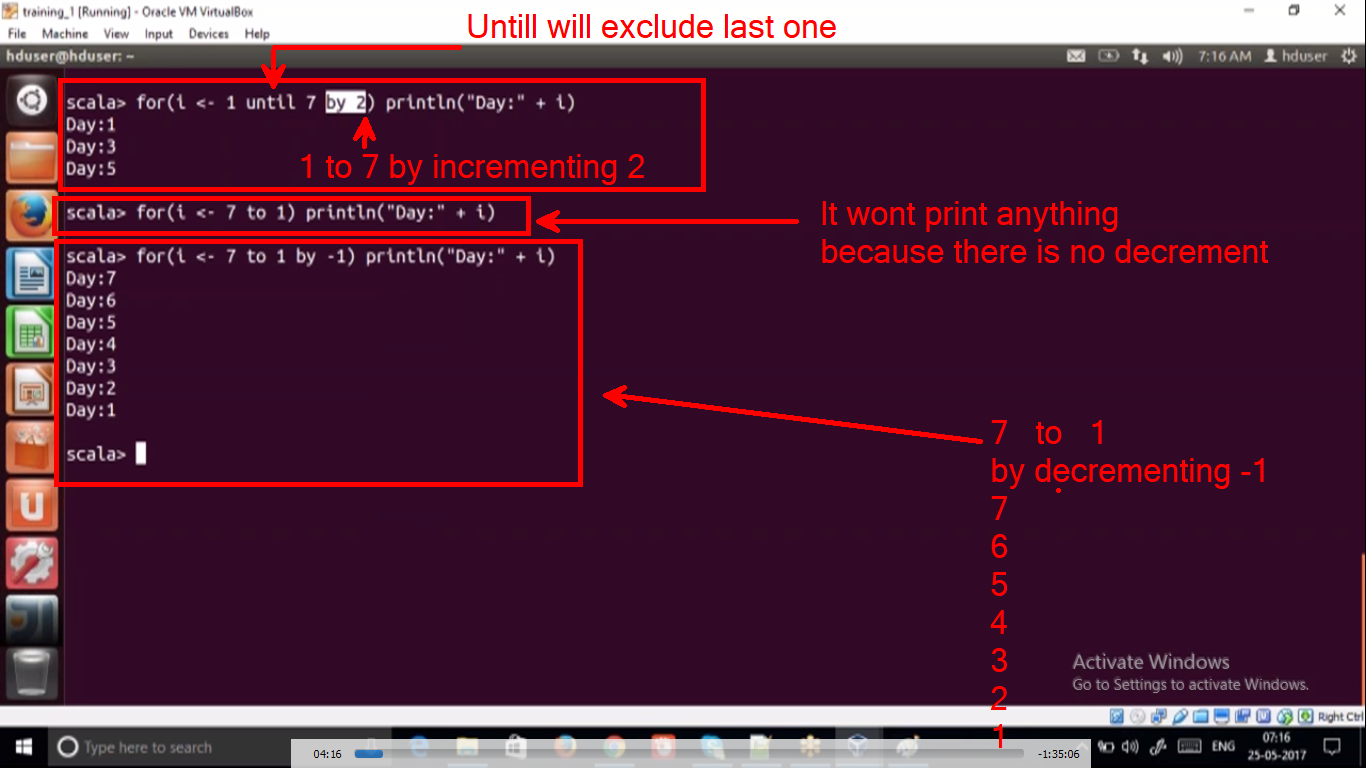 training_1 [Running] - Oracle VM VirtualBox
File Machine View Input Devices Help
Untill will exclude last one
hduser@hduser: ~
7:16 AM hduser
scala> for(i <- 1 until 7 by 2) println("Day:" + i)
Day:1
Day:3
Day:5
1 to 7 by incrementing 2
scala> for(i <- 7 to 1) println("Day:" + i)
It wont print anything
because there is no decrement
scala> for(i <- 7 to 1 by -1) println("Day:" + i)
Day:7
Day:6
Day:5
Day:4
Day:3
Day:2
Day:1
scala>
7 to 1
by decrementing -1
7
6
5
4
3
2
1
Activate Windows
Go to Settings to activate Windows.
Right Ctrl
Type here to search
04:16
-1:35:06
ENG
07:16
25-05-2017